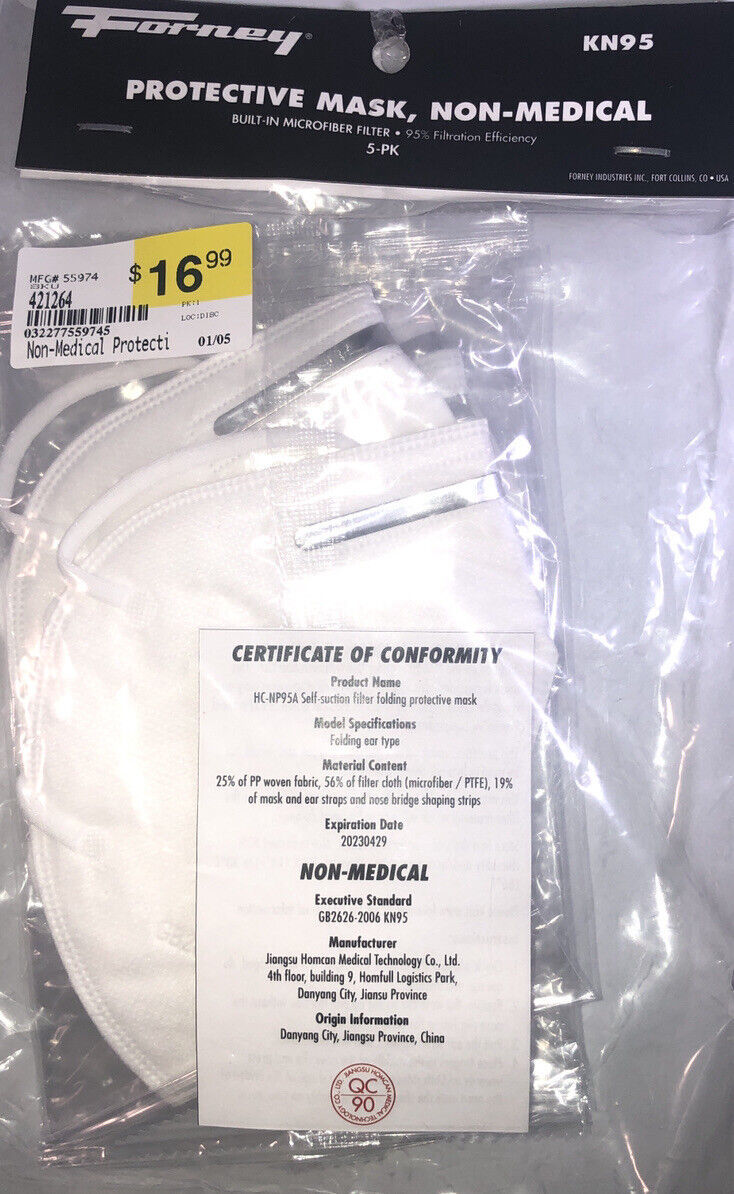 Forney®
KN95
PROTECTIVE MASK, NON-MEDICAL
BUILT-IN MICROFIBER FILTER • 95% Filtration Efficiency
5-PK
FORNEY INDUSTRIES INC., FORT COLLINS, CO • USA
MFG# 55974
$16.99
SKU
421264
PK:1
LOC:DISC
032277559745
Non-Medical Protecti 01/05
CERTIFICATE OF CONFORMITY
Product Name
HC-NP95A Self-suction filter folding protective mask
Model Specifications
Folding ear type
Material Content
25% of PP woven fabric, 56% of filter cloth (microfiber / PTFE), 19%
of mask and ear straps and nose bridge shaping strips
Expiration Date
20230429
NON-MEDICAL
Executive Standard
GB2626-2006 KN95
Manufacturer
Jiangsu Homcan Medical Technology Co., Ltd.
4th floor, building 9, Homfull Logistics Park,
Danyang City, Jiansu Province
Origin Information
Danyang City, Jiangsu Province, China
JIANGSU HOMCAN MEDICAL TECHNOLOGY CO., LTD
QC
90